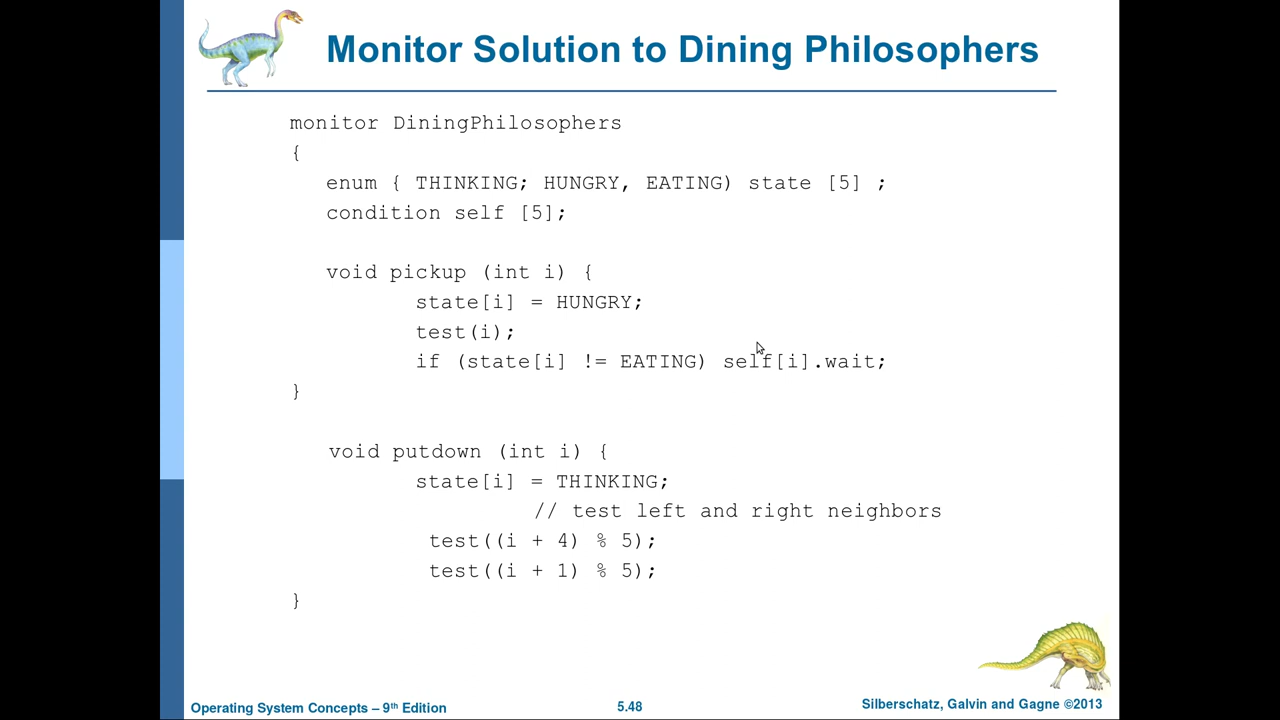 Monitor Solution to Dining Philosophers
monitor DiningPhilosophers
{
enum { THINKING; HUNGRY, EATING) state [5] ;
condition self [5];
void pickup (int i) {
state[i] = HUNGRY;
test(i);
if (state[i] != EATING) self[i].wait;
}
void putdown (int i) {
state[i] = THINKING;
// test left and right neighbors
test((i + 4) % 5);
test((i + 1) % 5);
}
Operating System Concepts – 9th Edition
5.48
Silberschatz, Galvin and Gagne ©2013